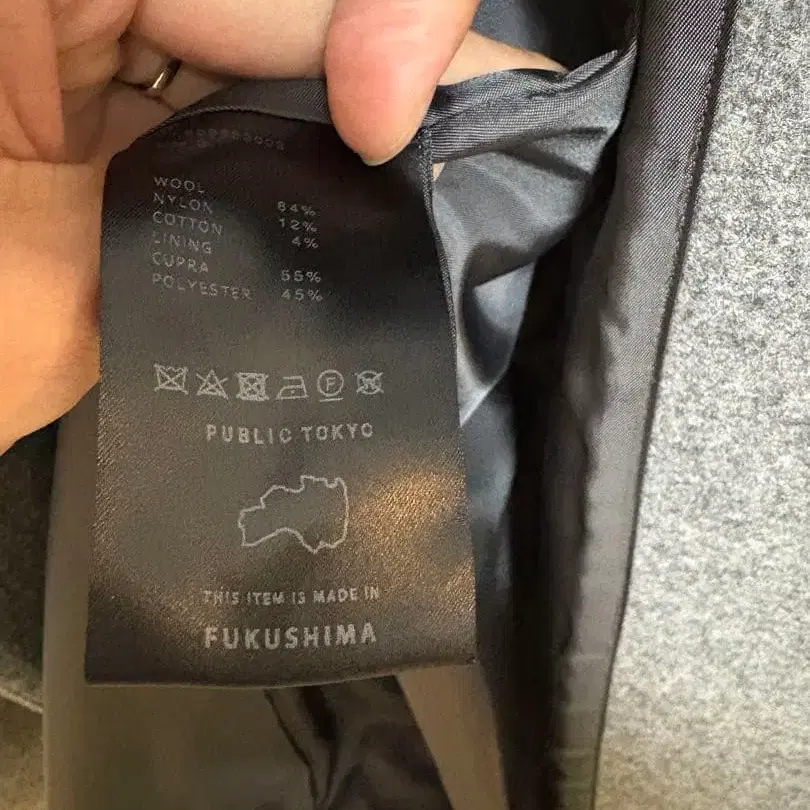 WOOL 84%
NYLON 12%
COTTON 4%
LINING
CUPRA 55%
POLYESTER 45%
F
PUBLIC TOKYO
THIS ITEM IS MADE IN
FUKUSHIMA